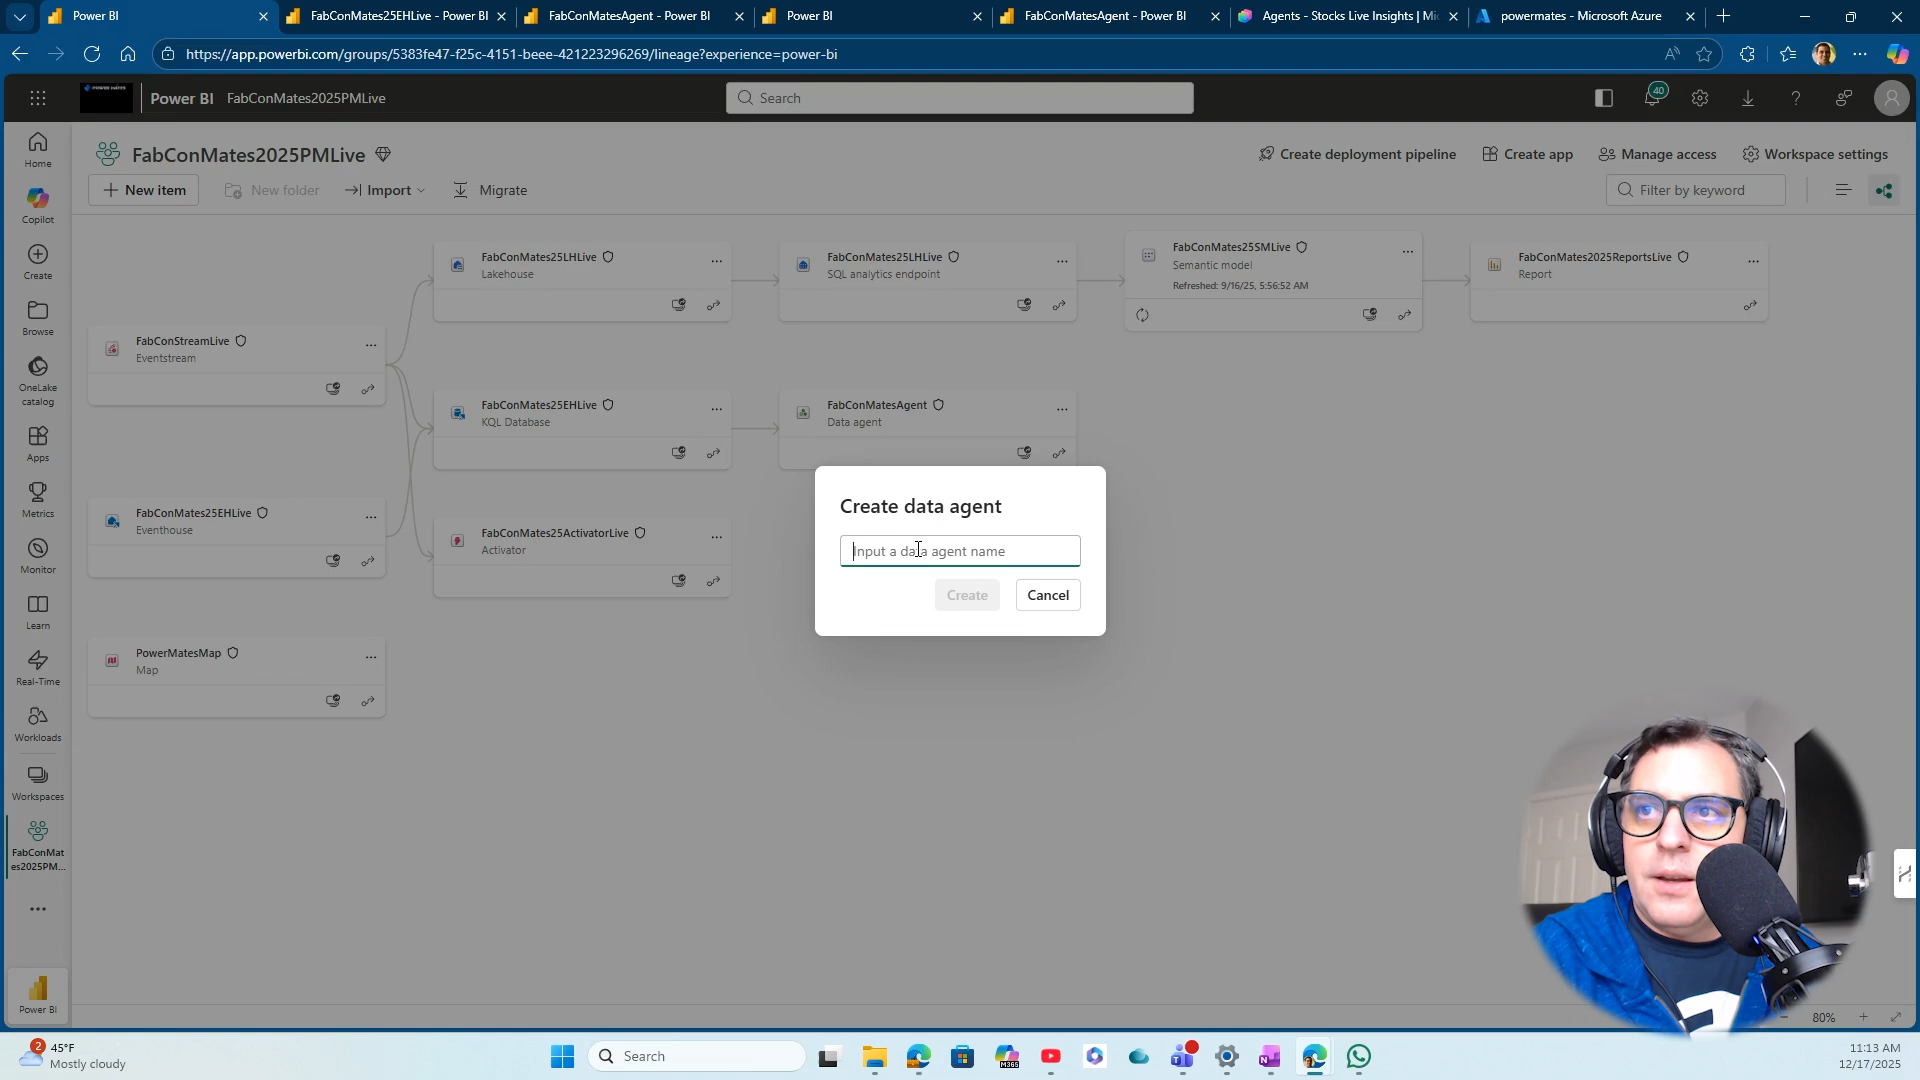 Power BI
FabConMates25EHLive - Power BI
FabConMatesAgent - Power BI
Power BI
FabConMatesAgent - Power BI
Agents - Stocks Live Insights | Mi
powermates - Microsoft Azure
https://app.powerbi.com/groups/5383fe47-f25c-4151-beee-421223296269/lineage?experience=power-bi
POWER MATES
Power BI FabConMates2025PMLive
Search
40
FabConMates2025PMLive
Create deployment pipeline
Create app
Manage access
Workspace settings
New item
New folder
Import
Migrate
Filter by keyword
Home
Copilot
Create
Browse
OneLake
catalog
Apps
Metrics
Monitor
Learn
Real-Time
Workloads
Workspaces
FabConMat
es2025PM...
Power BI
FabConStreamLive
Eventstream
FabConMates25EHLive
Eventhouse
PowerMatesMap
Map
FabConMates25LHLive
Lakehouse
FabConMates25EHLive
KQL Database
FabConMates25ActivatorLive
Activator
FabConMates25LHLive
SQL analytics endpoint
FabConMatesAgent
Data agent
FabConMates25SMLive
Semantic model
Refreshed: 9/16/25, 5:56:52 AM
FabConMates2025ReportsLive
Report
Create data agent
Input a data agent name
Create
Cancel
80%
2
45°F
Mostly cloudy
Search
M365
11:13 AM
12/17/2025